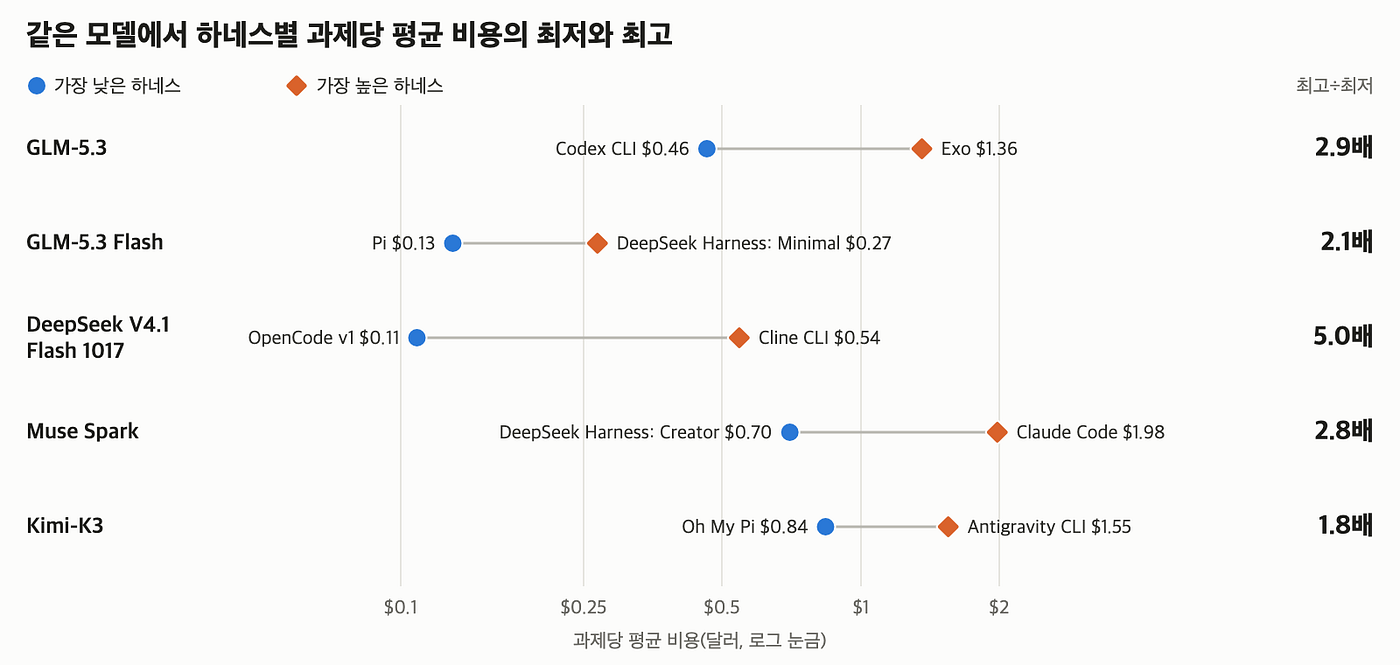 같은 모델에서 하네스별 과제당 평균 비용의 최저와 최고
가장 낮은 하네스 가장 높은 하네스 최고÷최저
GLM-5.3 Codex CLI $0.46 Exo $1.36 2.9배
GLM-5.3 Flash Pi $0.13 DeepSeek Harness: Minimal $0.27 2.1배
DeepSeek V4.1
Flash 1017 OpenCode v1 $0.11 Cline CLI $0.54 5.0배
Muse Spark DeepSeek Harness: Creator $0.70 Claude Code $1.98 2.8배
Kimi-K3 Oh My Pi $0.84 Antigravity CLI $1.55 1.8배
$0.1 $0.25 $0.5 $1 $2
과제당 평균 비용(달러, 로그 눈금)